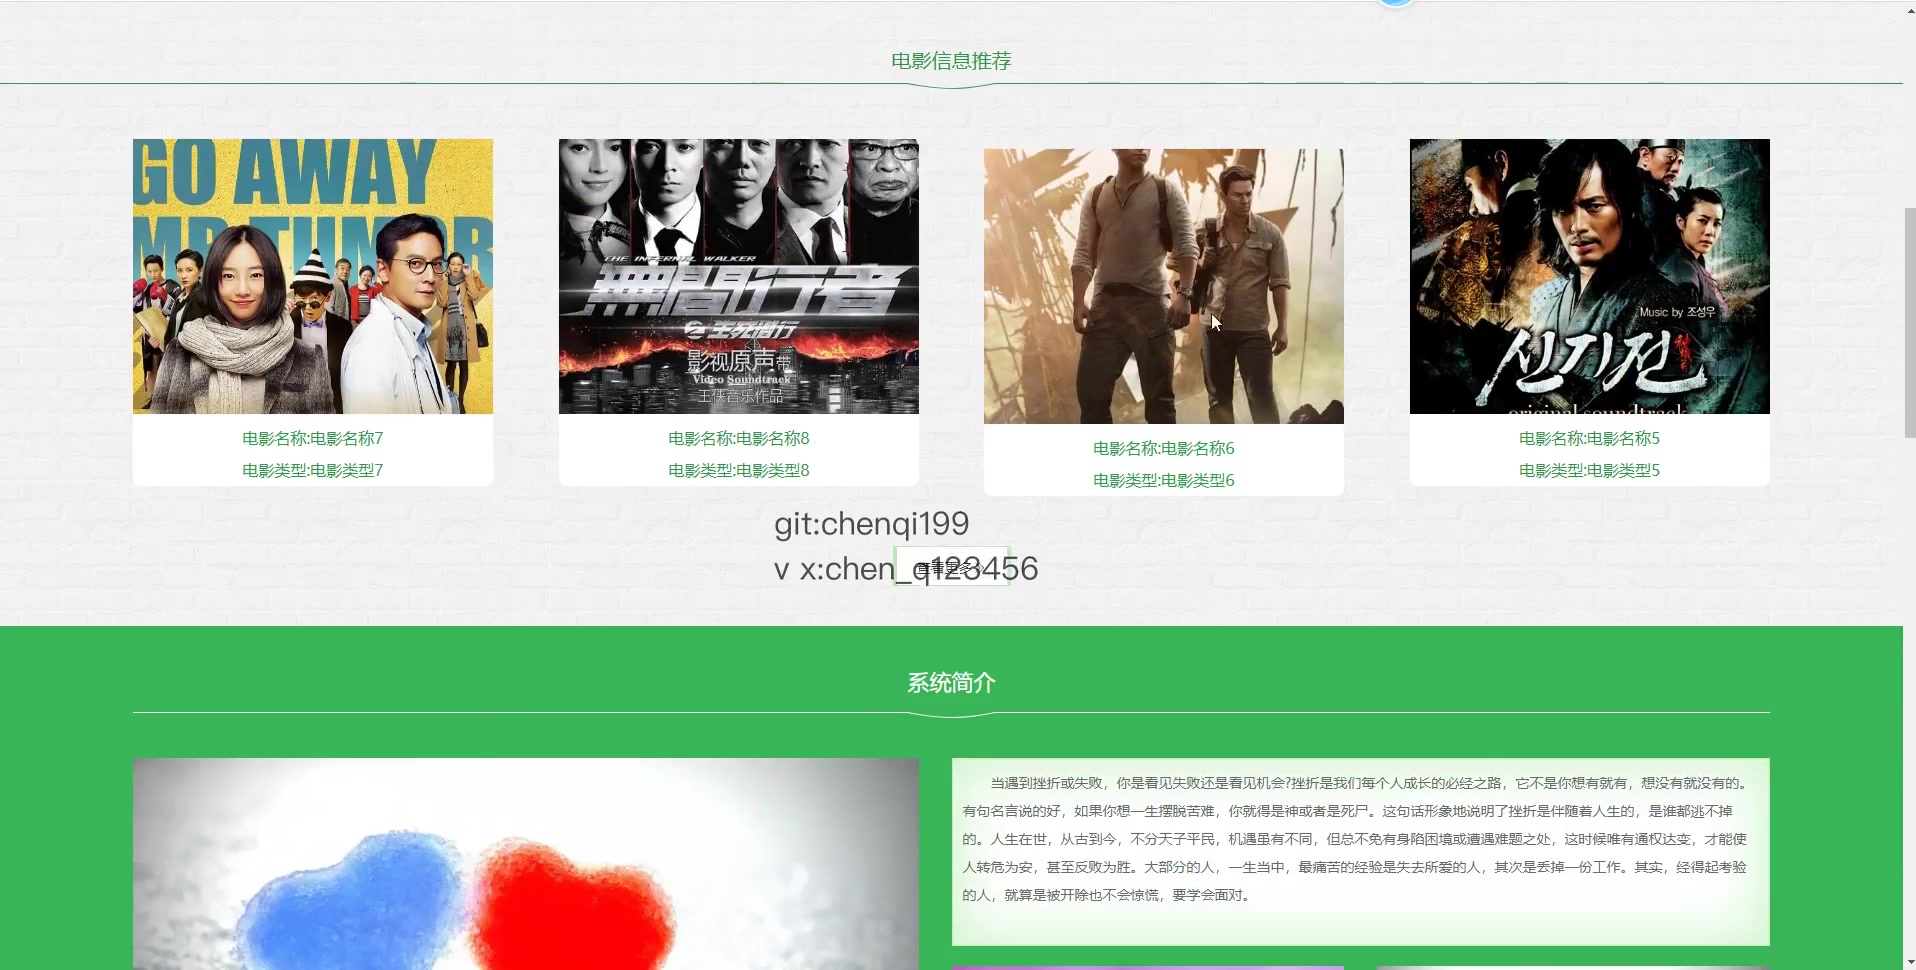 电影信息推荐
GO AWAY
MR TUMOR
THE INFERNAL WALKER
無間行者
之生死潜行
影视原声带
Video Soundtrack
王侠音乐作品
Music by 조성우
신기전
original soundtrack
电影名称:电影名称7
电影类型:电影类型7
电影名称:电影名称8
电影类型:电影类型8
电影名称:电影名称6
电影类型:电影类型6
电影名称:电影名称5
电影类型:电影类型5
git:chenqi199
v x:chen_q123456
查看更多
系统简介
当遇到挫折或失败，你是看见失败还是看见机会?挫折是我们每个人成长的必经之路，它不是你想有就有，想没有就没有的。
有句名言说的好，如果你想一生摆脱苦难，你就得是神或者是死尸。这句话形象地说明了挫折是伴随着人生的，是谁都逃不掉
的。人生在世，从古到今，不分天子平民，机遇虽有不同，但总不免有身陷困境或遭遇难题之处，这时候唯有通权达变，才能使
人转危为安，甚至反败为胜。大部分的人，一生当中，最痛苦的经验是失去所爱的人，其次是丢掉一份工作。其实，经得起考验
的人，就算是被开除也不会惊慌，要学会面对。